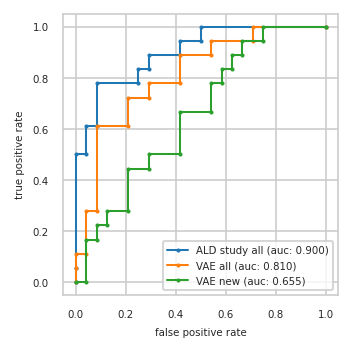 1.0
0.8
0.6
0.4
0.2
0.0
true positive rate
ALD study all (auc: 0.900)
VAE all (auc: 0.810)
VAE new (auc: 0.655)
0.0 0.2 0.4 0.6 0.8 1.0
false positive rate